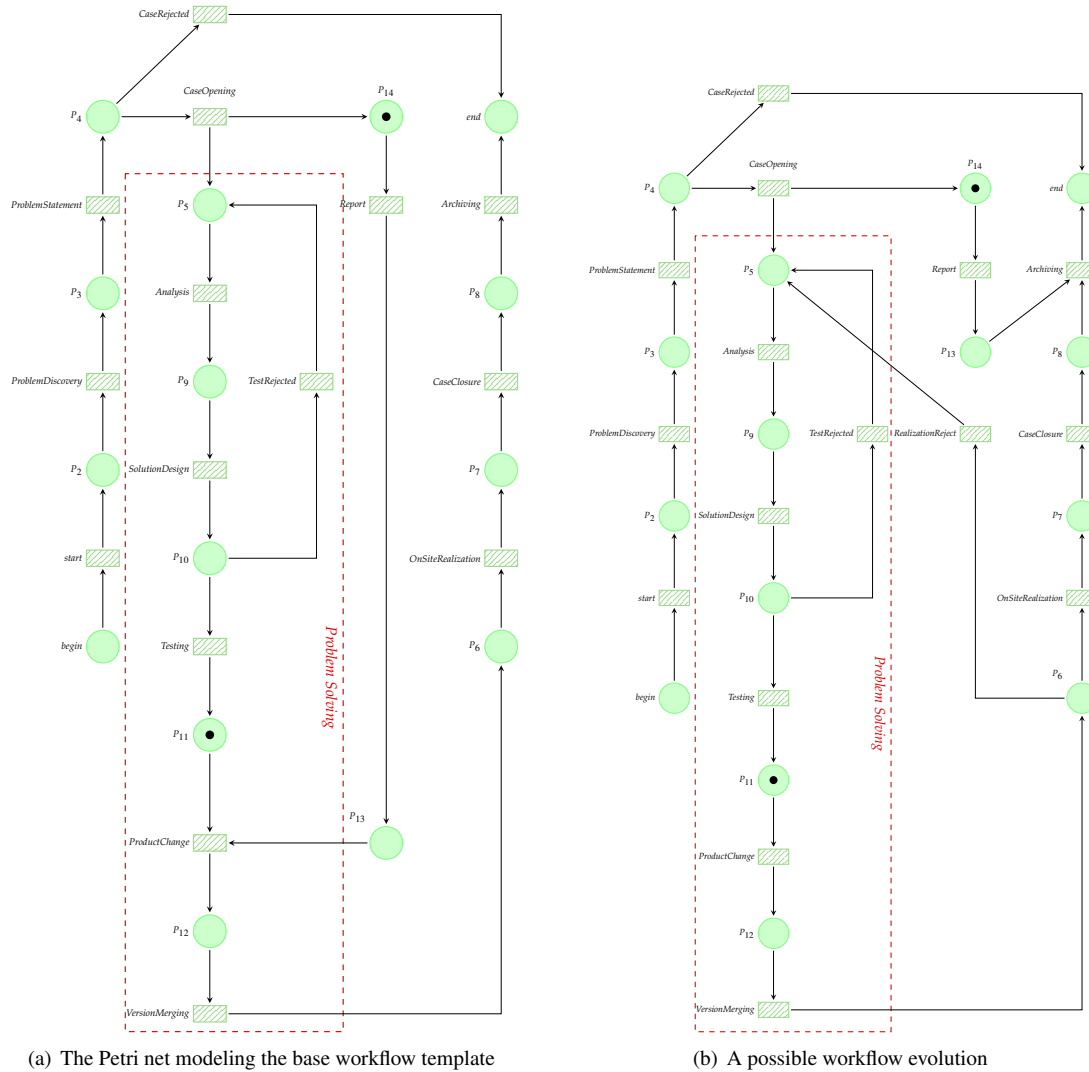 CaseRejected
CaseOpening
P14
P4
end
ProblemStatement
P5
Report
Archiving
P3
Analysis
P8
ProblemDiscovery
P9
TestRejected
CaseClosure
P2
SolutionDesign
P7
start
P10
OnSiteRealization
begin
Testing
Problem Solving
P6
P11
P13
ProductChange
P12
VersionMerging
(a) The Petri net modeling the base workflow template
CaseRejected
CaseOpening
P14
P4
end
ProblemStatement
P5
Report
Archiving
P3
Analysis
P13
P8
ProblemDiscovery
P9
TestRejected
RealizationReject
CaseClosure
P2
SolutionDesign
P7
start
P10
OnSiteRealization
begin
Testing
Problem Solving
P6
P11
ProductChange
P12
VersionMerging
(b) A possible workflow evolution